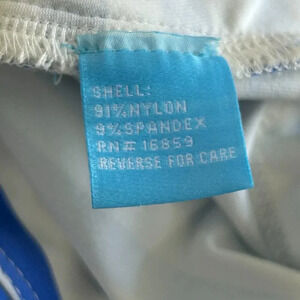 SHELL:
91%NYLON
9%SPANDEX
RN# 16859
REVERSE FOR CARE